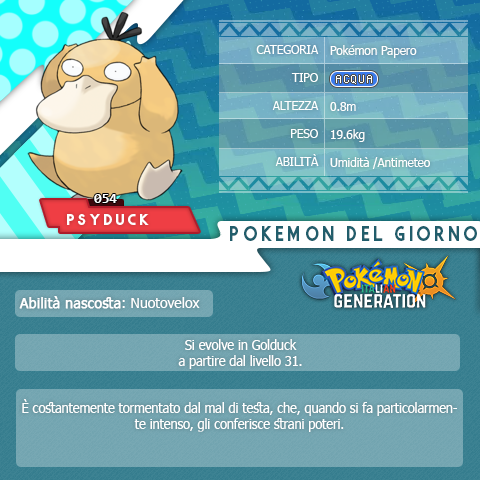 CATEGORIA Pokémon Papero
TIPO ACQUA
ALTEZZA 0.8m
PESO 19.6kg
ABILITÀ Umidità /Antimeteo
054
PSYDUCK
POKEMON DEL GIORNO
POKÉMON
ITALIAN
GENERATION
Abilità nascosta: Nuotovelox
Si evolve in Golduck
a partire dal livello 31.
È costantemente tormentato dal mal di testa, che, quando si fa particolarmen-
te intenso, gli conferisce strani poteri.